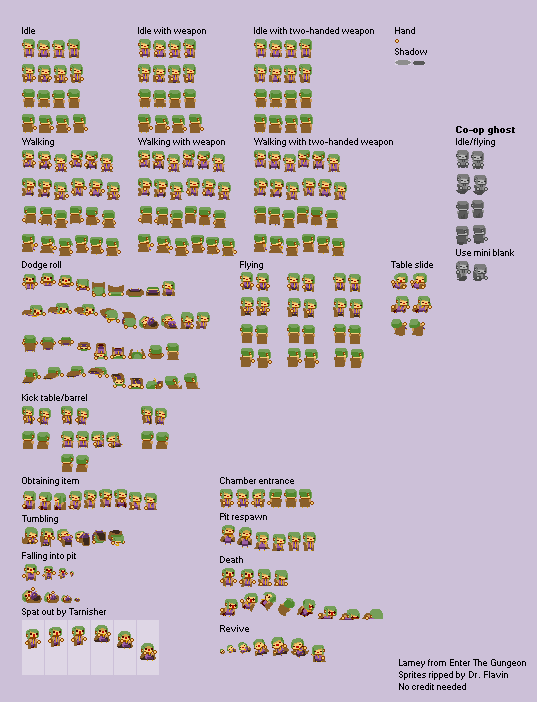 Idle
Idle with weapon
Idle with two-handed weapon
Hand
Shadow
Co-op ghost
Idle/flying
Walking
Walking with weapon
Walking with two-handed weapon
Use mini blank
Dodge roll
Flying
Table slide
Kick table/barrel
Obtaining item
Chamber entrance
Tumbling
Pit respawn
Falling into pit
Death
Spat out by Tarnisher
Revive
Lamey from Enter The Gungeon
Sprites ripped by Dr. Flavin
No credit needed